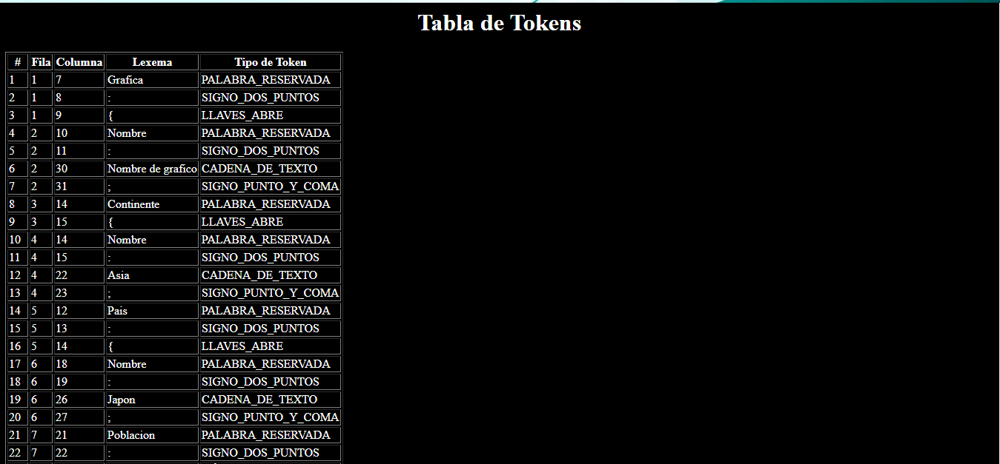 Tabla de Tokens
# Fila Columna Lexema Tipo de Token
1 1 7 Grafica PALABRA_RESERVADA
2 1 8 : SIGNO_DOS_PUNTOS
3 1 9 { LLAVES_ABRE
4 2 10 Nombre PALABRA_RESERVADA
5 2 11 : SIGNO_DOS_PUNTOS
6 2 30 Nombre de grafico CADENA_DE_TEXTO
7 2 31 ; SIGNO_PUNTO_Y_COMA
8 3 14 Continente PALABRA_RESERVADA
9 3 15 { LLAVES_ABRE
10 4 14 Nombre PALABRA_RESERVADA
11 4 15 : SIGNO_DOS_PUNTOS
12 4 22 Asia CADENA_DE_TEXTO
13 4 23 ; SIGNO_PUNTO_Y_COMA
14 5 12 Pais PALABRA_RESERVADA
15 5 13 : SIGNO_DOS_PUNTOS
16 5 14 { LLAVES_ABRE
17 6 18 Nombre PALABRA_RESERVADA
18 6 19 : SIGNO_DOS_PUNTOS
19 6 26 Japon CADENA_DE_TEXTO
20 6 27 ; SIGNO_PUNTO_Y_COMA
21 7 21 Poblacion PALABRA_RESERVADA
22 7 22 : SIGNO_DOS_PUNTOS